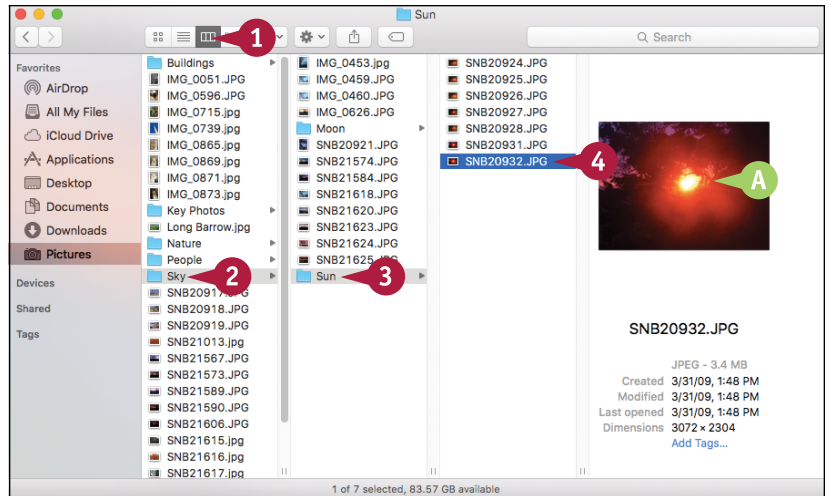 Sun
1
Search
Favorites
AirDrop
All My Files
iCloud Drive
Applications
Desktop
Documents
Downloads
Pictures
Devices
Shared
Tags
Buildings
IMG_0051.JPG
IMG_0596.JPG
IMG_0715.jpg
IMG_0739.jpg
IMG_0865.jpg
IMG_0869.jpg
IMG_0871.jpg
IMG_0873.jpg
Key Photos
Long Barrow.jpg
Nature
People
Sky
2
SNB20917.JPG
SNB20918.JPG
SNB20919.JPG
SNB21013.jpg
SNB21567.JPG
SNB21573.JPG
SNB21589.JPG
SNB21590.JPG
SNB21606.JPG
SNB21615.jpg
SNB21616.jpg
SNB21617.jpg
IMG_0453.jpg
IMG_0459.JPG
IMG_0460.JPG
IMG_0626.JPG
Moon
SNB20921.JPG
SNB21574.JPG
SNB21584.JPG
SNB21618.JPG
SNB21620.JPG
SNB21623.JPG
SNB21624.JPG
SNB21625.JPG
Sun
3
SNB20924.JPG
SNB20925.JPG
SNB20926.JPG
SNB20927.JPG
SNB20928.JPG
SNB20931.JPG
SNB20932.JPG
4
A
SNB20932.JPG
JPEG - 3.4 MB
Created 3/31/09, 1:48 PM
Modified 3/31/09, 1:48 PM
Last opened 3/31/09, 1:48 PM
Dimensions 3072 × 2304
Add Tags...
1 of 7 selected, 83.57 GB available